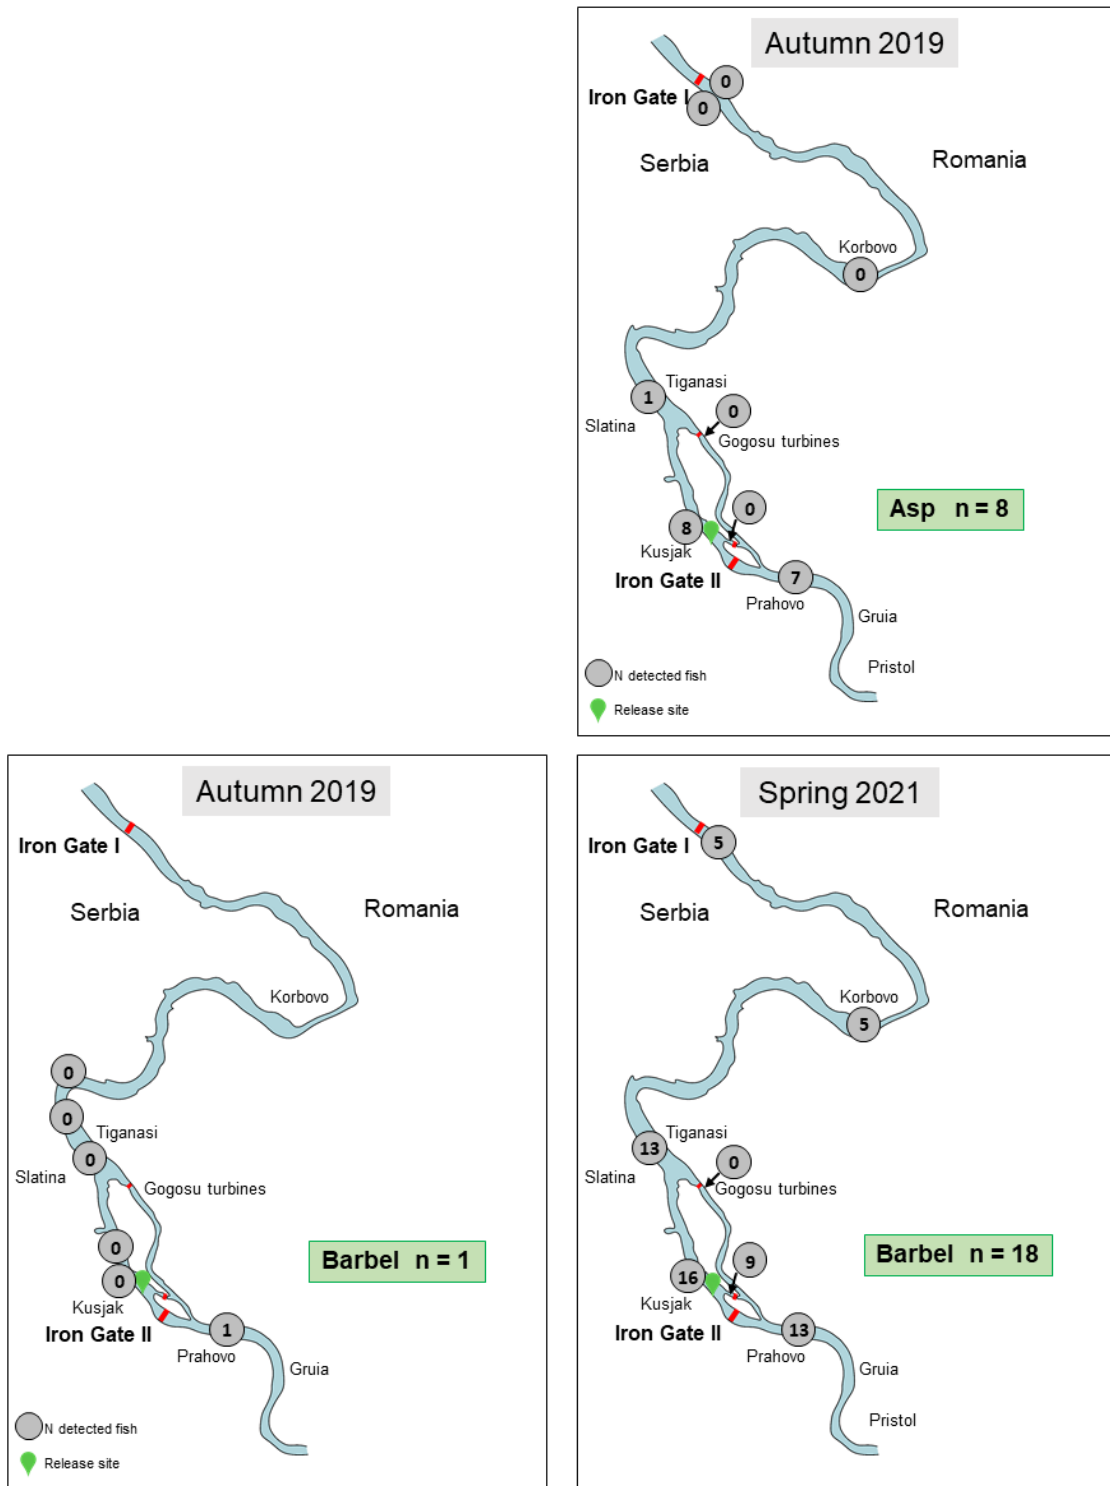 Autumn 2019
0
Iron Gate I
0
Serbia
Romania
Korbovo
0
Tiganasi
1
0
Slatina
Gogosu turbines
Asp n = 8
0
8
Kusjak
Iron Gate II
7
Prahovo
Gruia
Pristol
N detected fish
Release site
Autumn 2019
Iron Gate I
Serbia
Romania
Korbovo
0
0
Tiganasi
0
Slatina
Gogosu turbines
0
Barbel n = 1
0
Kusjak
Iron Gate II
1
Prahovo
Gruia
N detected fish
Release site
Spring 2021
Iron Gate I
5
Serbia
Romania
Korbovo
5
Tiganasi
13
0
Slatina
Gogosu turbines
Barbel n = 18
9
16
Kusjak
Iron Gate II
13
Prahovo
Gruia
Pristol